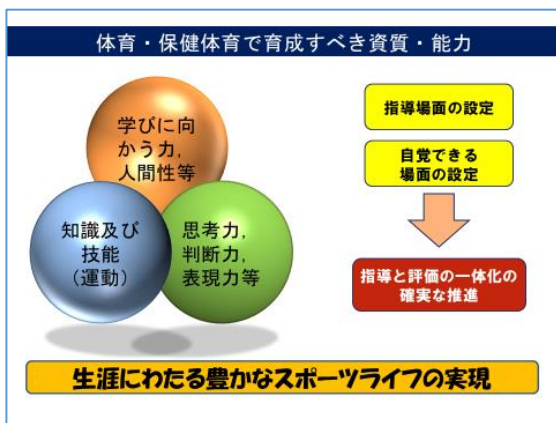 体育・保健体育で育成すべき資質・能力
学びに向
かう力，
人間性等
知識及び
技能
（運動）
思考力，
判断力，
表現力等
指導場面の設定
自覚できる
場面の設定
指導と評価の一体化の
確実な推進
生涯にわたる豊かなスポーツライフの実現